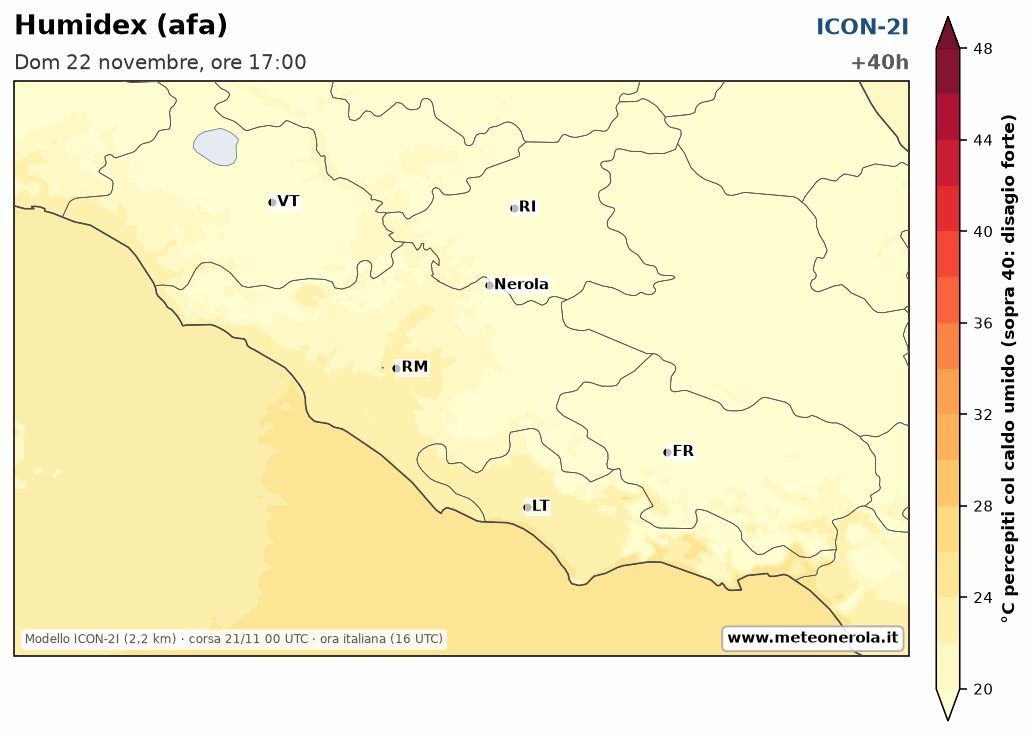 Humidex (afa)
ICON-2I
Dom 22 novembre, ore 17:00
+40h
VT
RI
Nerola
RM
FR
LT
Modello ICON-2I (2,2 km) · corsa 21/11 00 UTC · ora italiana (16 UTC)
www.meteonerola.it
48
44
40
36
32
28
24
20
°C percepiti col caldo umido (sopra 40: disagio forte)